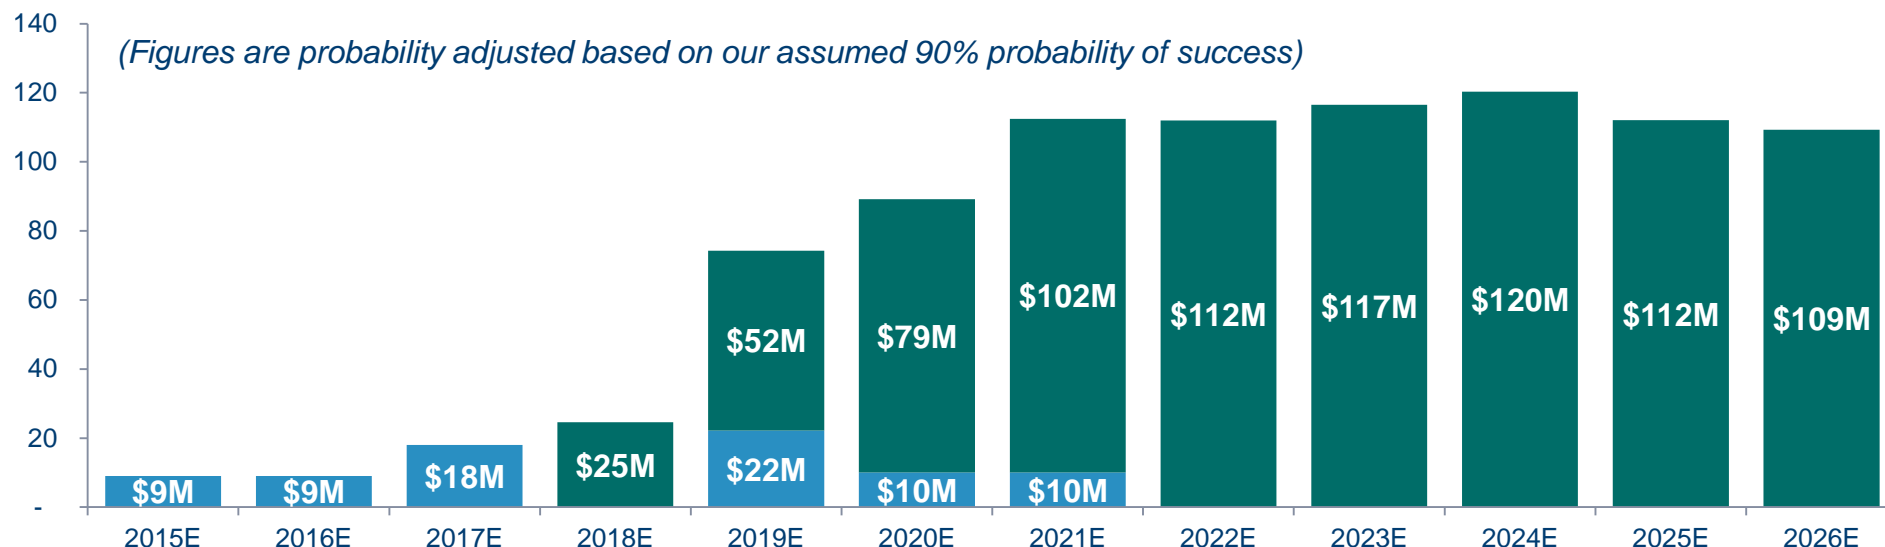 140
(Figures are probability adjusted based on our assumed 90% probability of success)
120
100
80
60
40
20
-
$9M
$9M
$18M
$25M
$52M
$22M
$79M
$10M
$102M
$10M
$112M
$117M
$120M
$112M
$109M
2015E 2016E 2017E 2018E 2019E 2020E 2021E 2022E 2023E 2024E 2025E 2026E